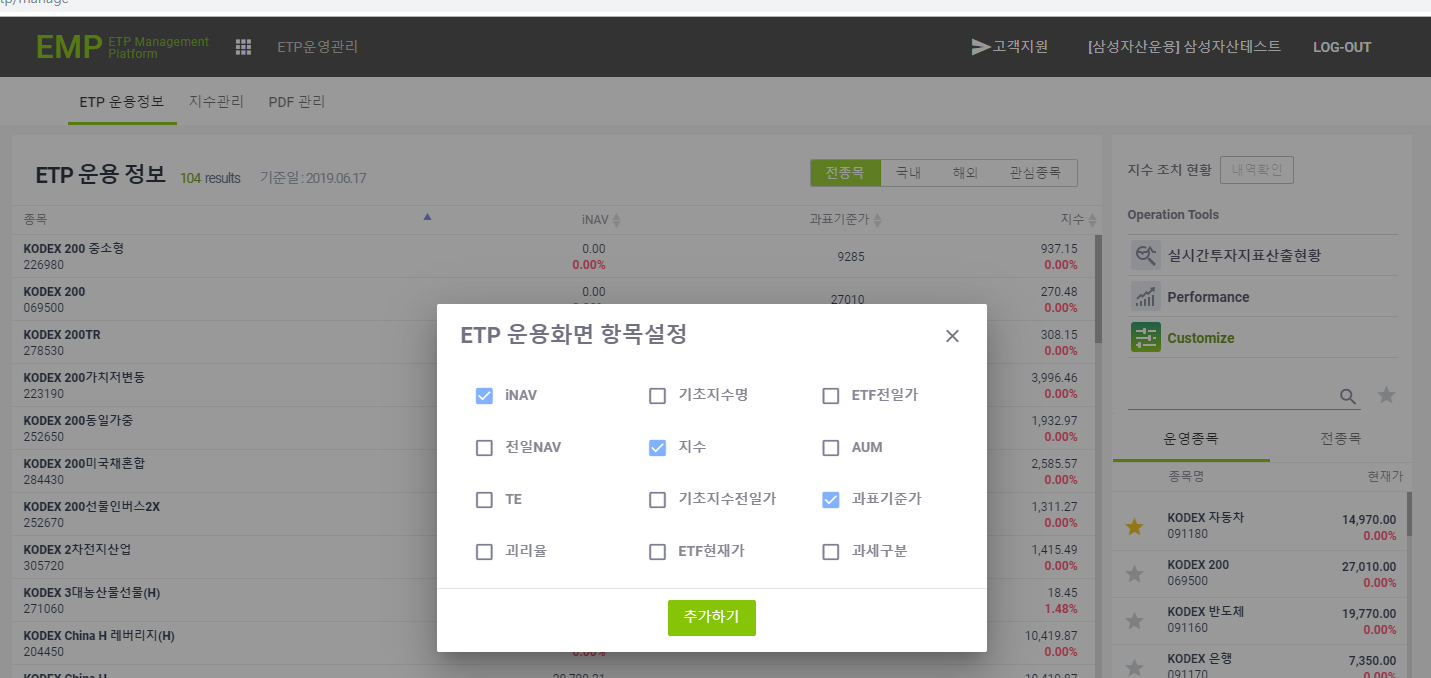 tp/manage
EMP ETP Management Platform
ETP운영관리
고객지원
[삼성자산운용] 삼성자산테스트
LOG-OUT
ETP 운용정보
지수관리
PDF 관리
ETP 운용 정보 104 results 기준일 : 2019.06.17
전종목 국내 해외 관심종목
종목 iNAV 과표기준가 지수
KODEX 200 중소형 0.00 937.15
226980 0.00% 9285 0.00%
KODEX 200 0.00 270.48
069500 27010 0.00%
KODEX 200TR 308.15
278530 0.00%
KODEX 200가치저변동 3,996.46
223190 0.00%
KODEX 200동일가중 1,932.97
252650 0.00%
KODEX 200미국채혼합 2,585.57
284430 0.00%
KODEX 200선물인버스2X 1,311.27
252670 0.00%
KODEX 2차전지산업 1,415.49
305720 0.00%
KODEX 3대농산물선물(H) 18.45
271060 1.48%
KODEX China H 레버리지(H) 10,419.87
204450 0.00% 0.00%
KODEX China H
ETP 운용화면 항목설정
iNAV 기초지수명 ETF전일가
전일NAV 지수 AUM
TE 기초지수전일가 과표기준가
괴리율 ETF현재가 과세구분
추가하기
지수 조치 현황 내역확인
Operation Tools
실시간투자지표산출현황
Performance
Customize
운영종목 전종목
종목명 현재가
KODEX 자동차 14,970.00
091180 0.00%
KODEX 200 27,010.00
069500 0.00%
KODEX 반도체 19,770.00
091160 0.00%
KODEX 은행 7,350.00
091170 0.00%